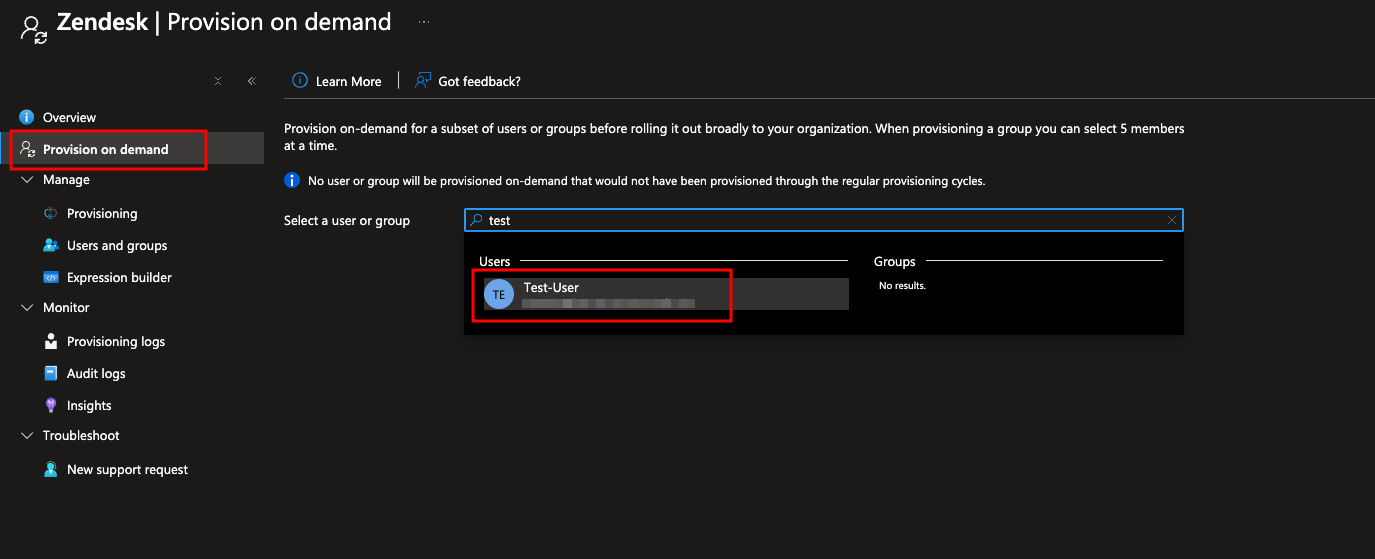 Zendesk | Provision on demand ...
Learn More | Got feedback?
Overview
Provision on demand
Manage
Provisioning
Users and groups
Expression builder
Monitor
Provisioning logs
Audit logs
Insights
Troubleshoot
New support request
Provision on-demand for a subset of users or groups before rolling it out broadly to your organization. When provisioning a group you can select 5 members
at a time.
No user or group will be provisioned on-demand that would not have been provisioned through the regular provisioning cycles.
Select a user or group
test
Users
TE
Test-User
Groups
No results.